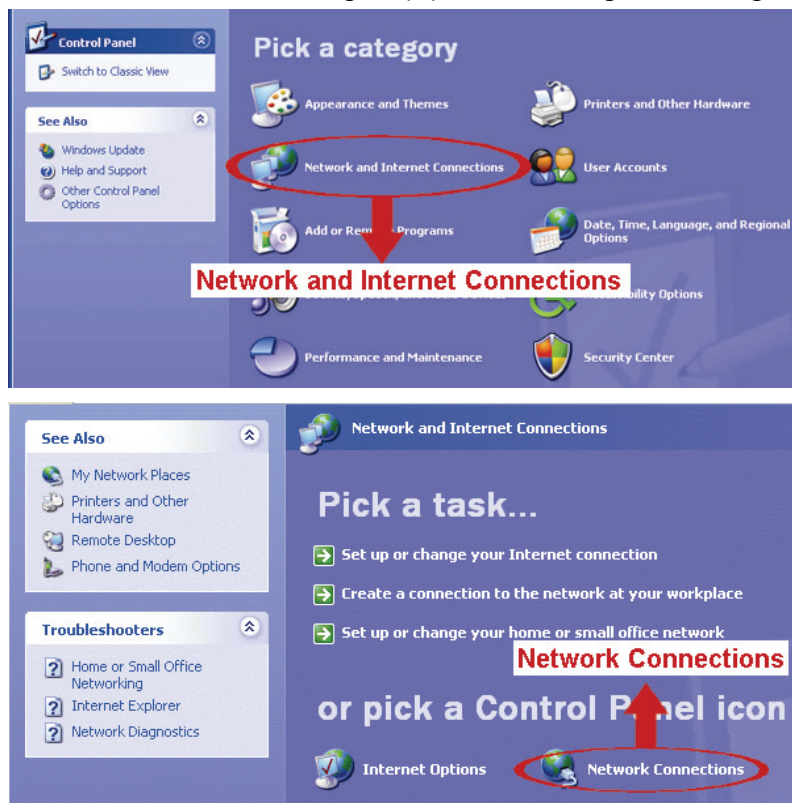 Control Panel
Switch to Classic View
See Also
Windows Update
Help and Support
Other Control Panel
Options
Pick a category
Appearance and Themes
Printers and Other Hardware
Network and Internet Connections
User Accounts
Add or Programs
Date, Time, Language, and Regional
Options
Network and Internet Connections
Options
Performance and Maintenance
Security Center
See Also
My Network Places
Printers and Other
Hardware
Remote Desktop
Phone and Modem Options
Troubleshooters
Home or Small Office
Networking
Internet Explorer
Network Diagnostics
Network and Internet Connections
Pick a task...
Set up or change your Internet connection
Create a connection to the network at your workplace
Set up or change your home or small office network
Network Connections
or pick a Control Panel icon
Internet Options
Network Connections